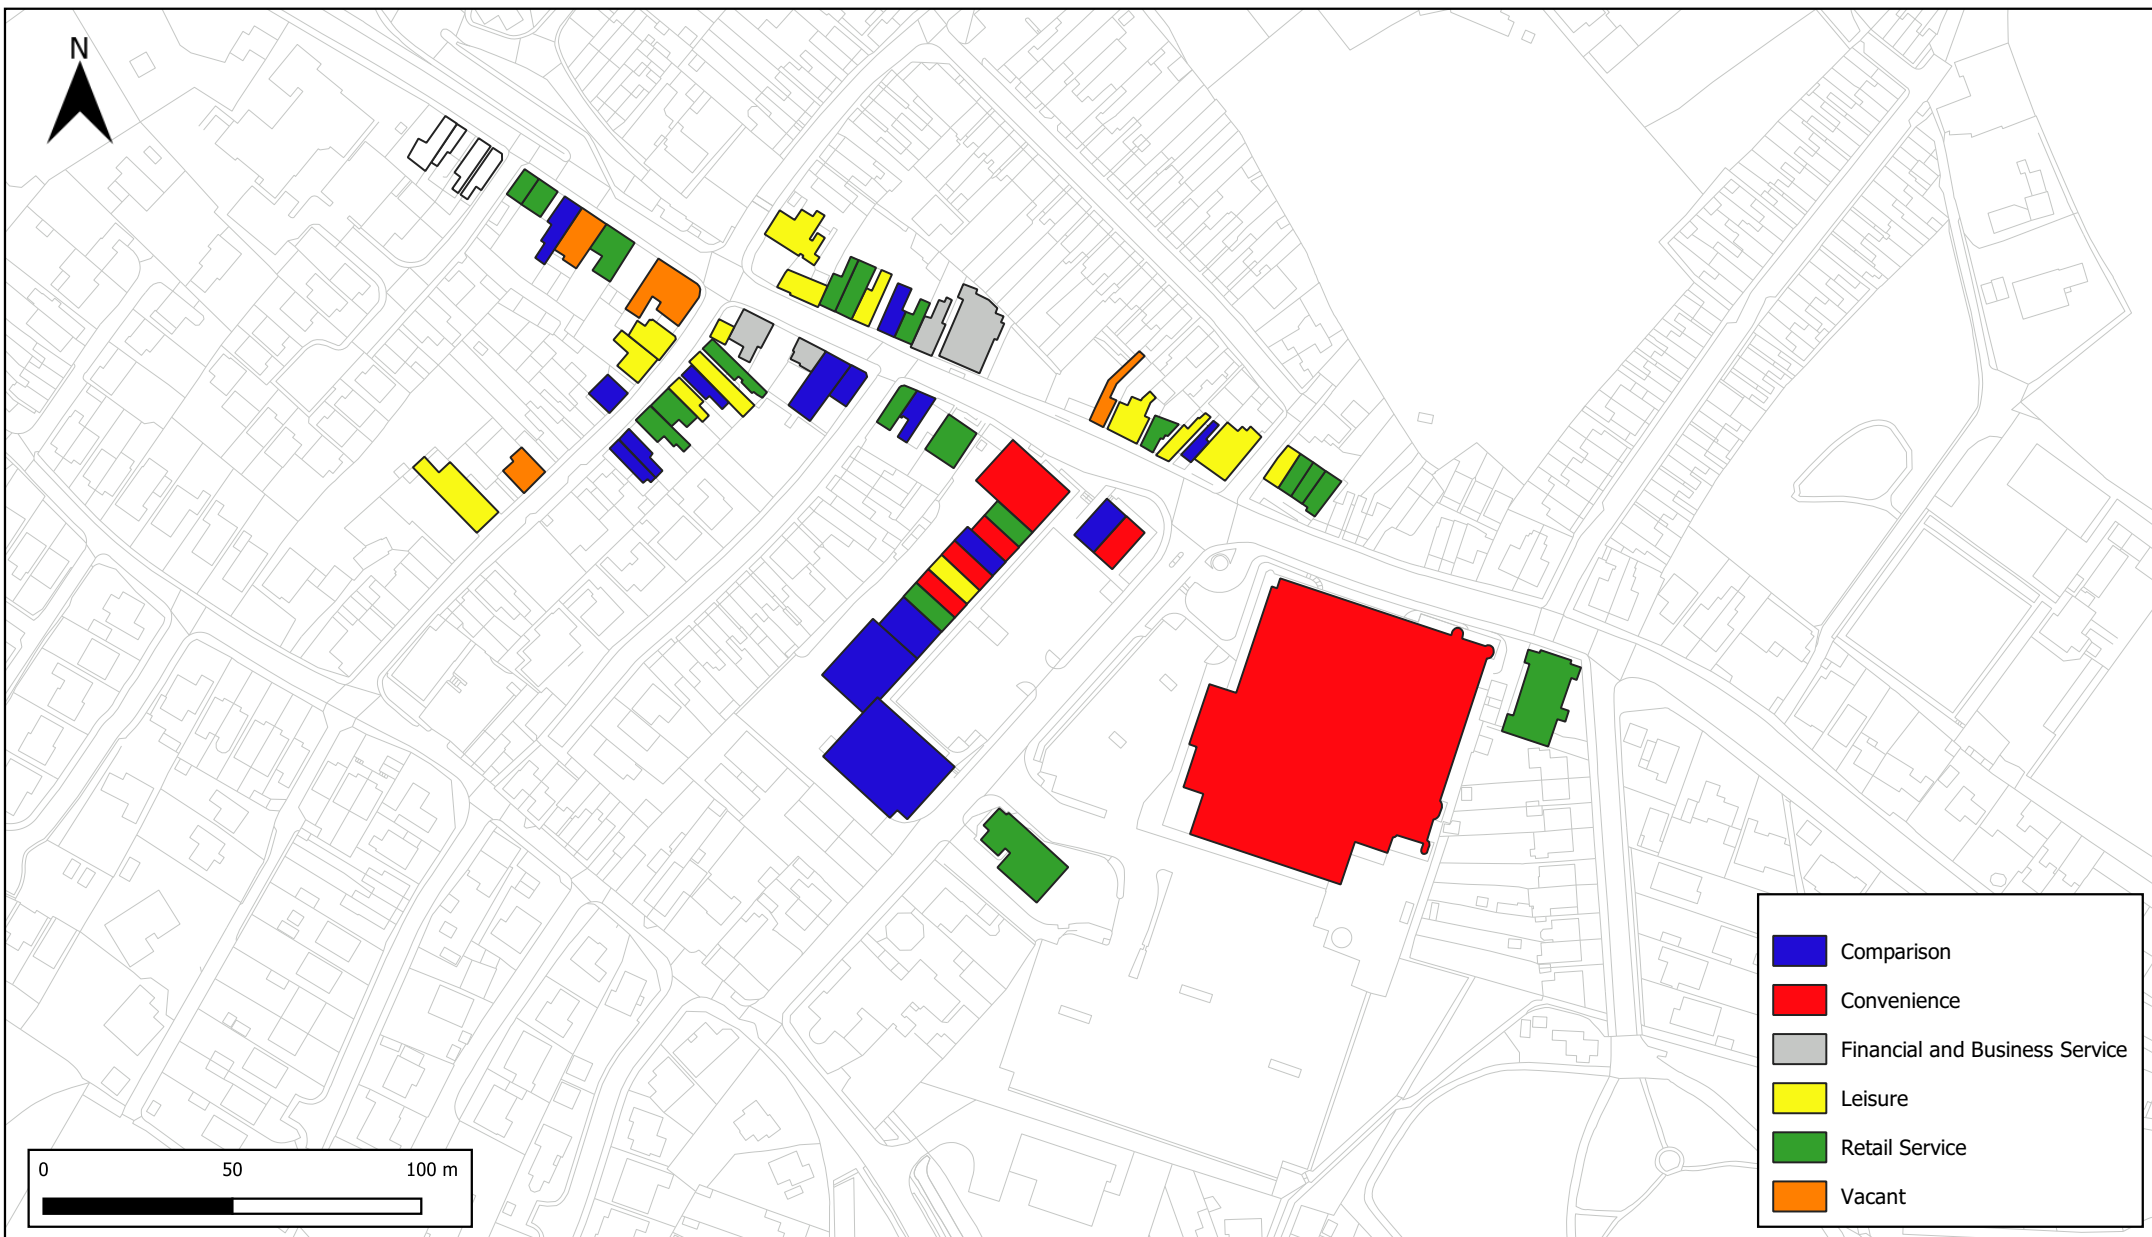 N
Comparison
Convenience
Financial and Business Service
Leisure
Retail Service
Vacant
0 50 100 m